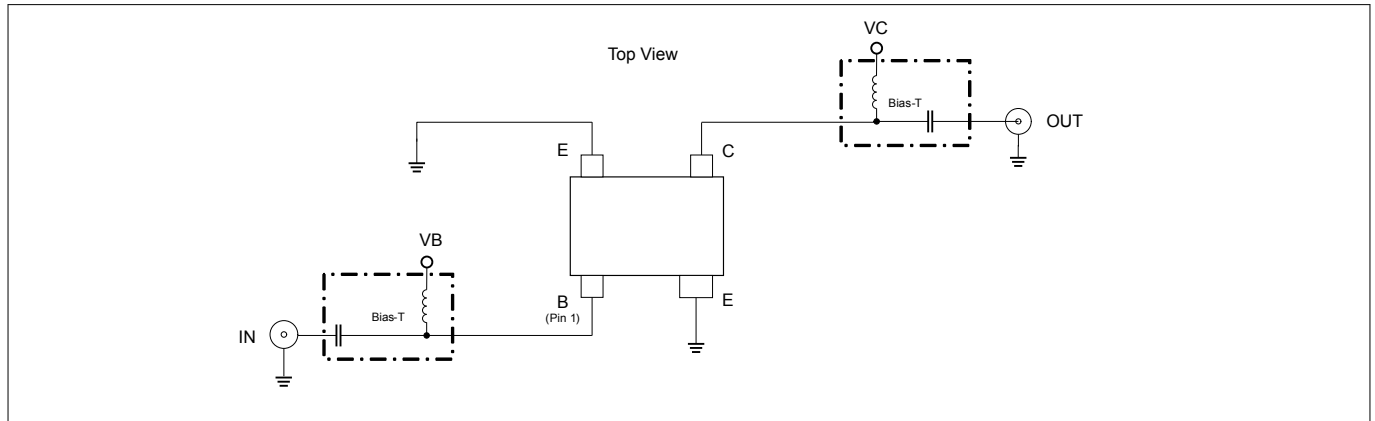 VC
Top View
Bias-T
OUT
E
C
VB
B
(Pin 1)
E
Bias-T
IN